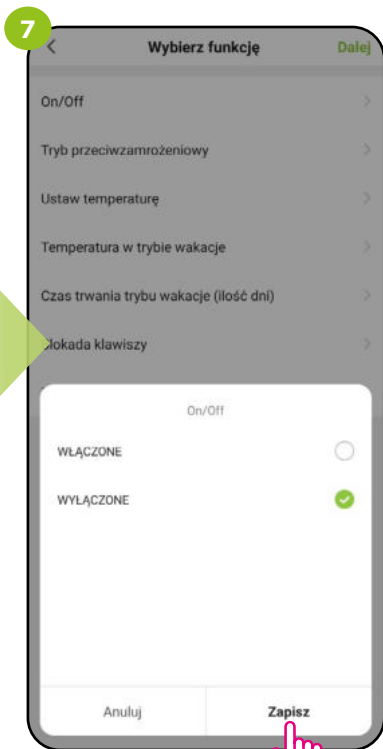 7
Wybierz funkcję
Dalej
On/Off
Tryb przeciwzamrożeniowy
Ustaw temperaturę
Temperatura w trybie wakacje
Czas trwania trybu wakacje (ilość dni)
lokada klawiszy
On/Off
WŁĄCZONE
WYŁĄCZONE
Anuluj
Zapisz